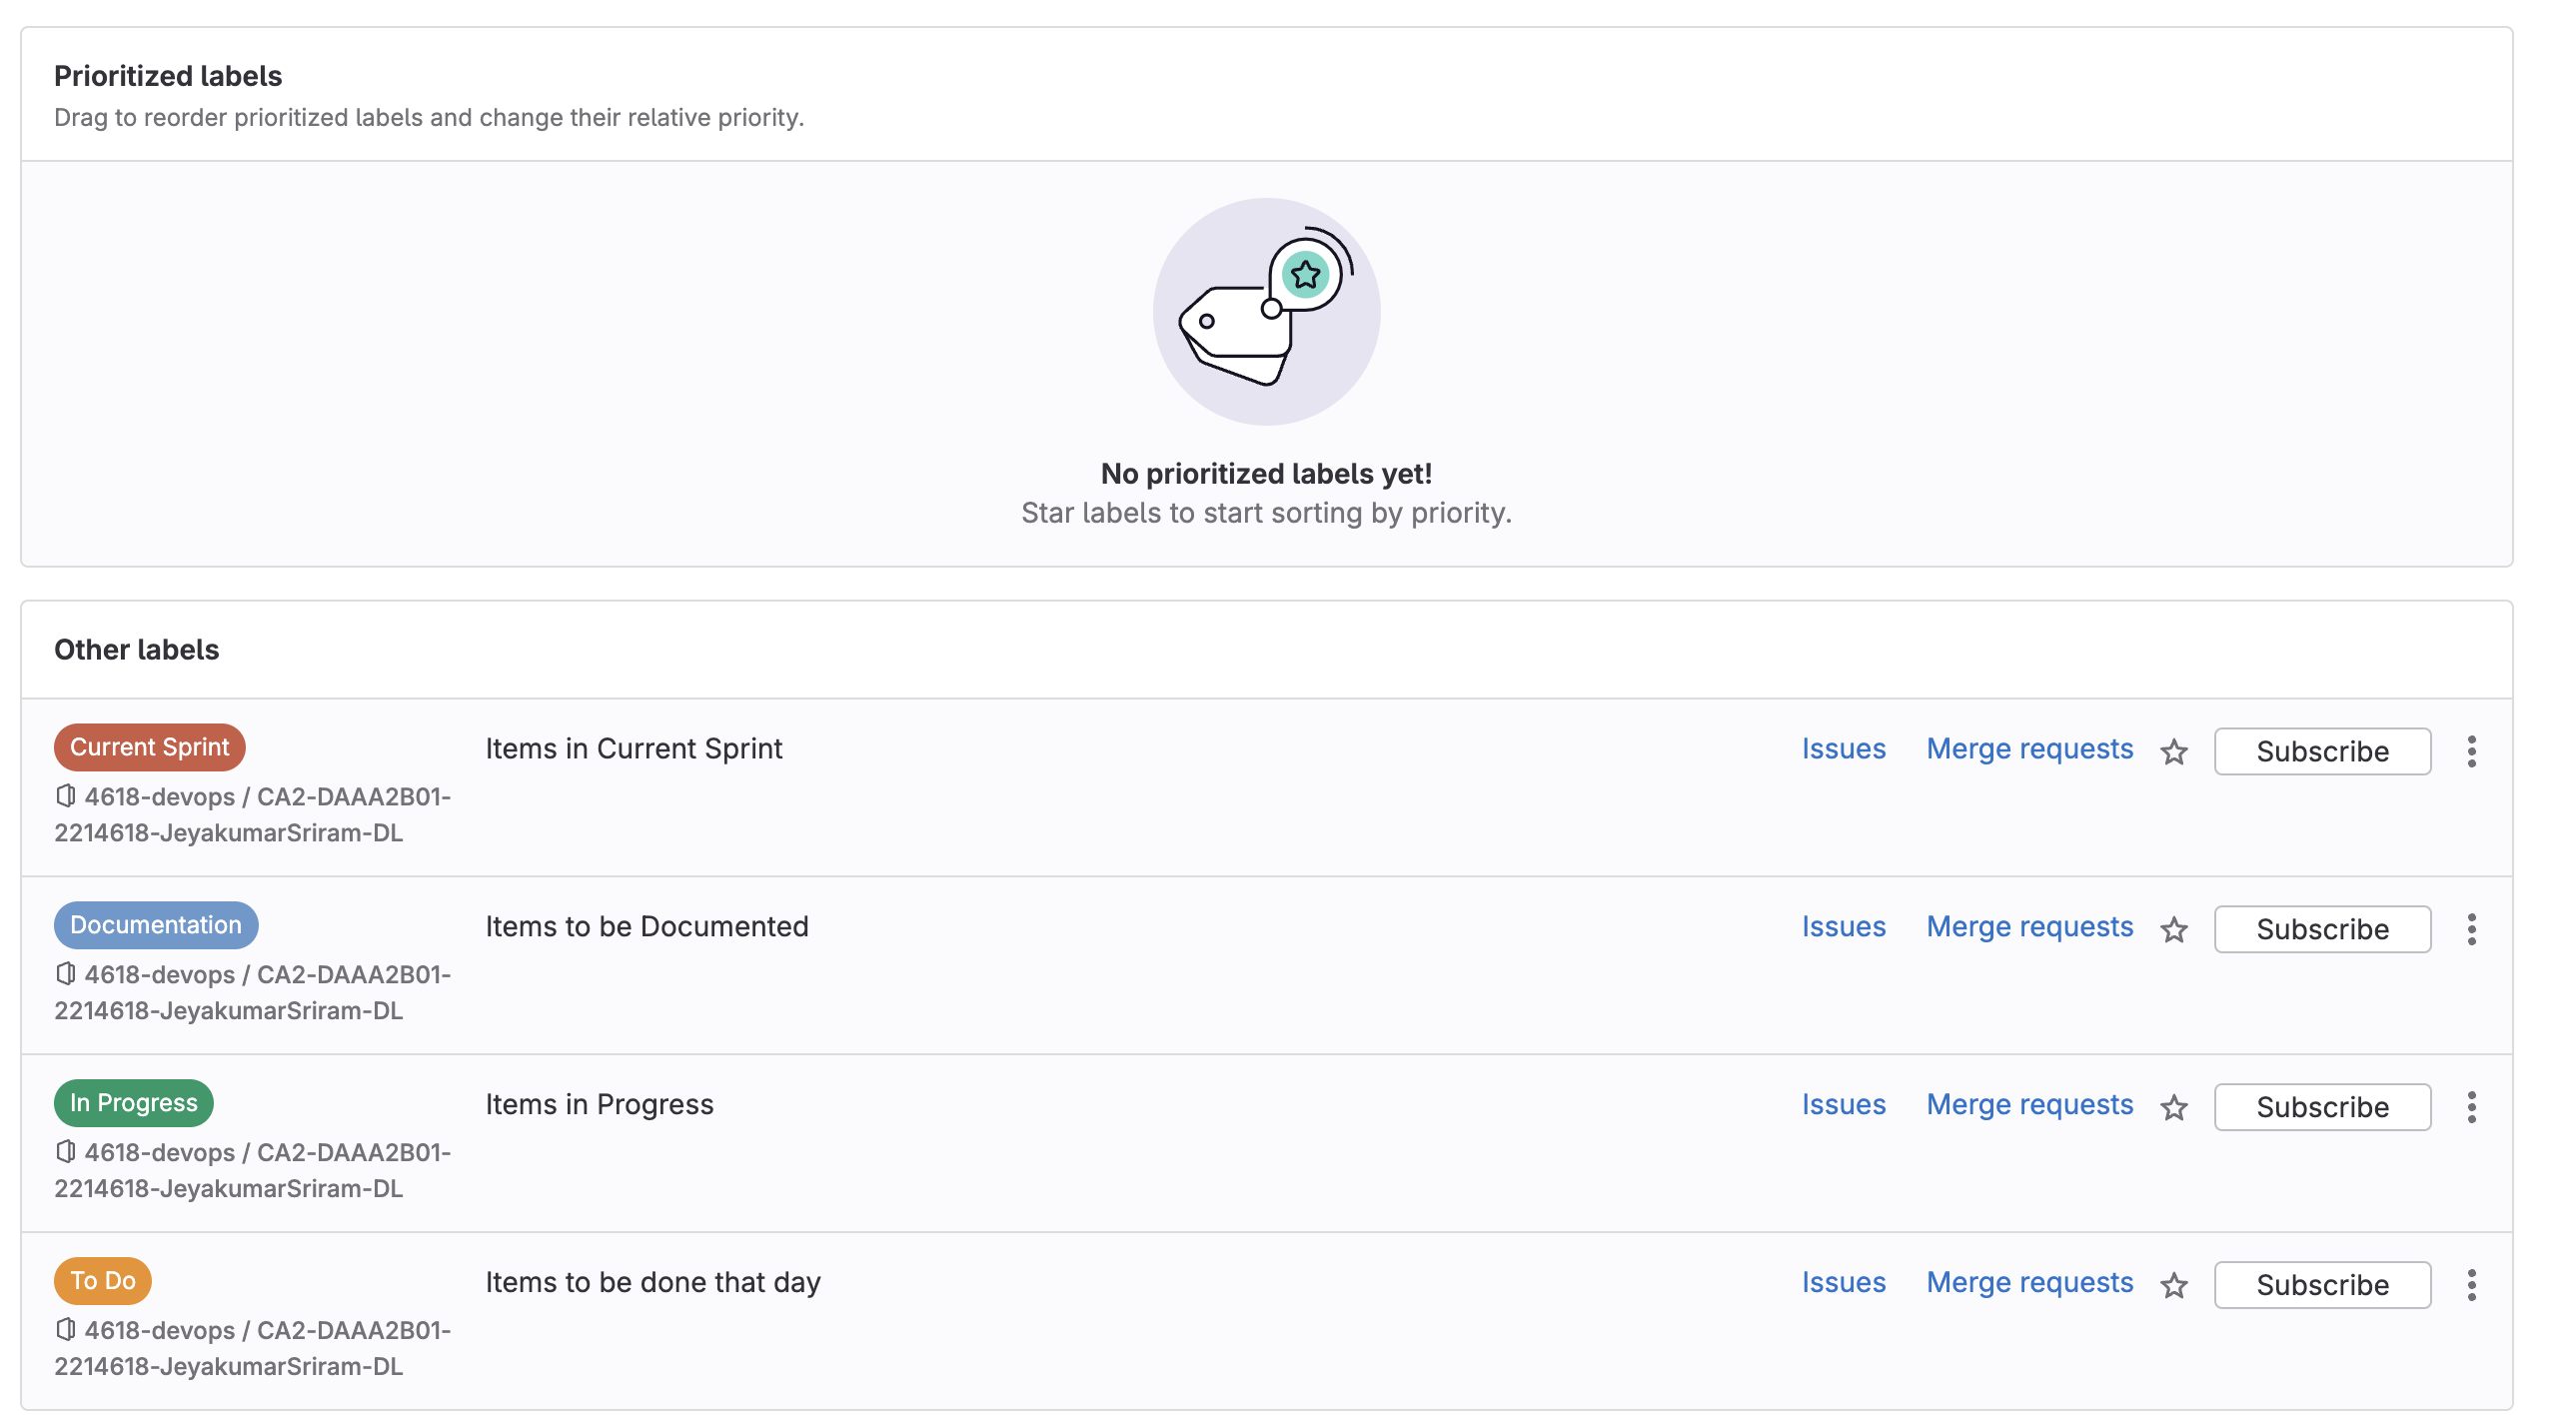 Prioritized labels
Drag to reorder prioritized labels and change their relative priority.
No prioritized labels yet!
Star labels to start sorting by priority.
Other labels
Current Sprint Items in Current Sprint Issues Merge requests Subscribe
4618-devops / CA2-DAAA2B01-
2214618-JeyakumarSriram-DL
Documentation Items to be Documented Issues Merge requests Subscribe
4618-devops / CA2-DAAA2B01-
2214618-JeyakumarSriram-DL
In Progress Items in Progress Issues Merge requests Subscribe
4618-devops / CA2-DAAA2B01-
2214618-JeyakumarSriram-DL
To Do Items to be done that day Issues Merge requests Subscribe
4618-devops / CA2-DAAA2B01-
2214618-JeyakumarSriram-DL